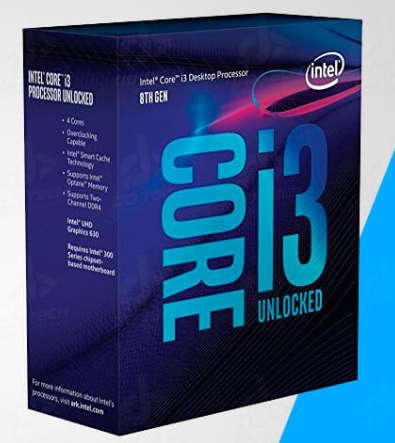 INTEL® CORE™ i3
PROCESSOR UNLOCKED
• 4 Cores
• Overclocking
Capable
• Intel® Smart Cache
Technology
• Supports Intel®
Optane™ Memory
• Supports Two-
Channel DDR4
Intel® UHD
Graphics 630
Requires Intel® 300
Series chipset-
based motherboard
For more information about Intel's
processors, visit ark.intel.com
Intel® Core™ i3 Desktop Processor
8TH GEN
intel®
CORE
i3
UNLOCKED